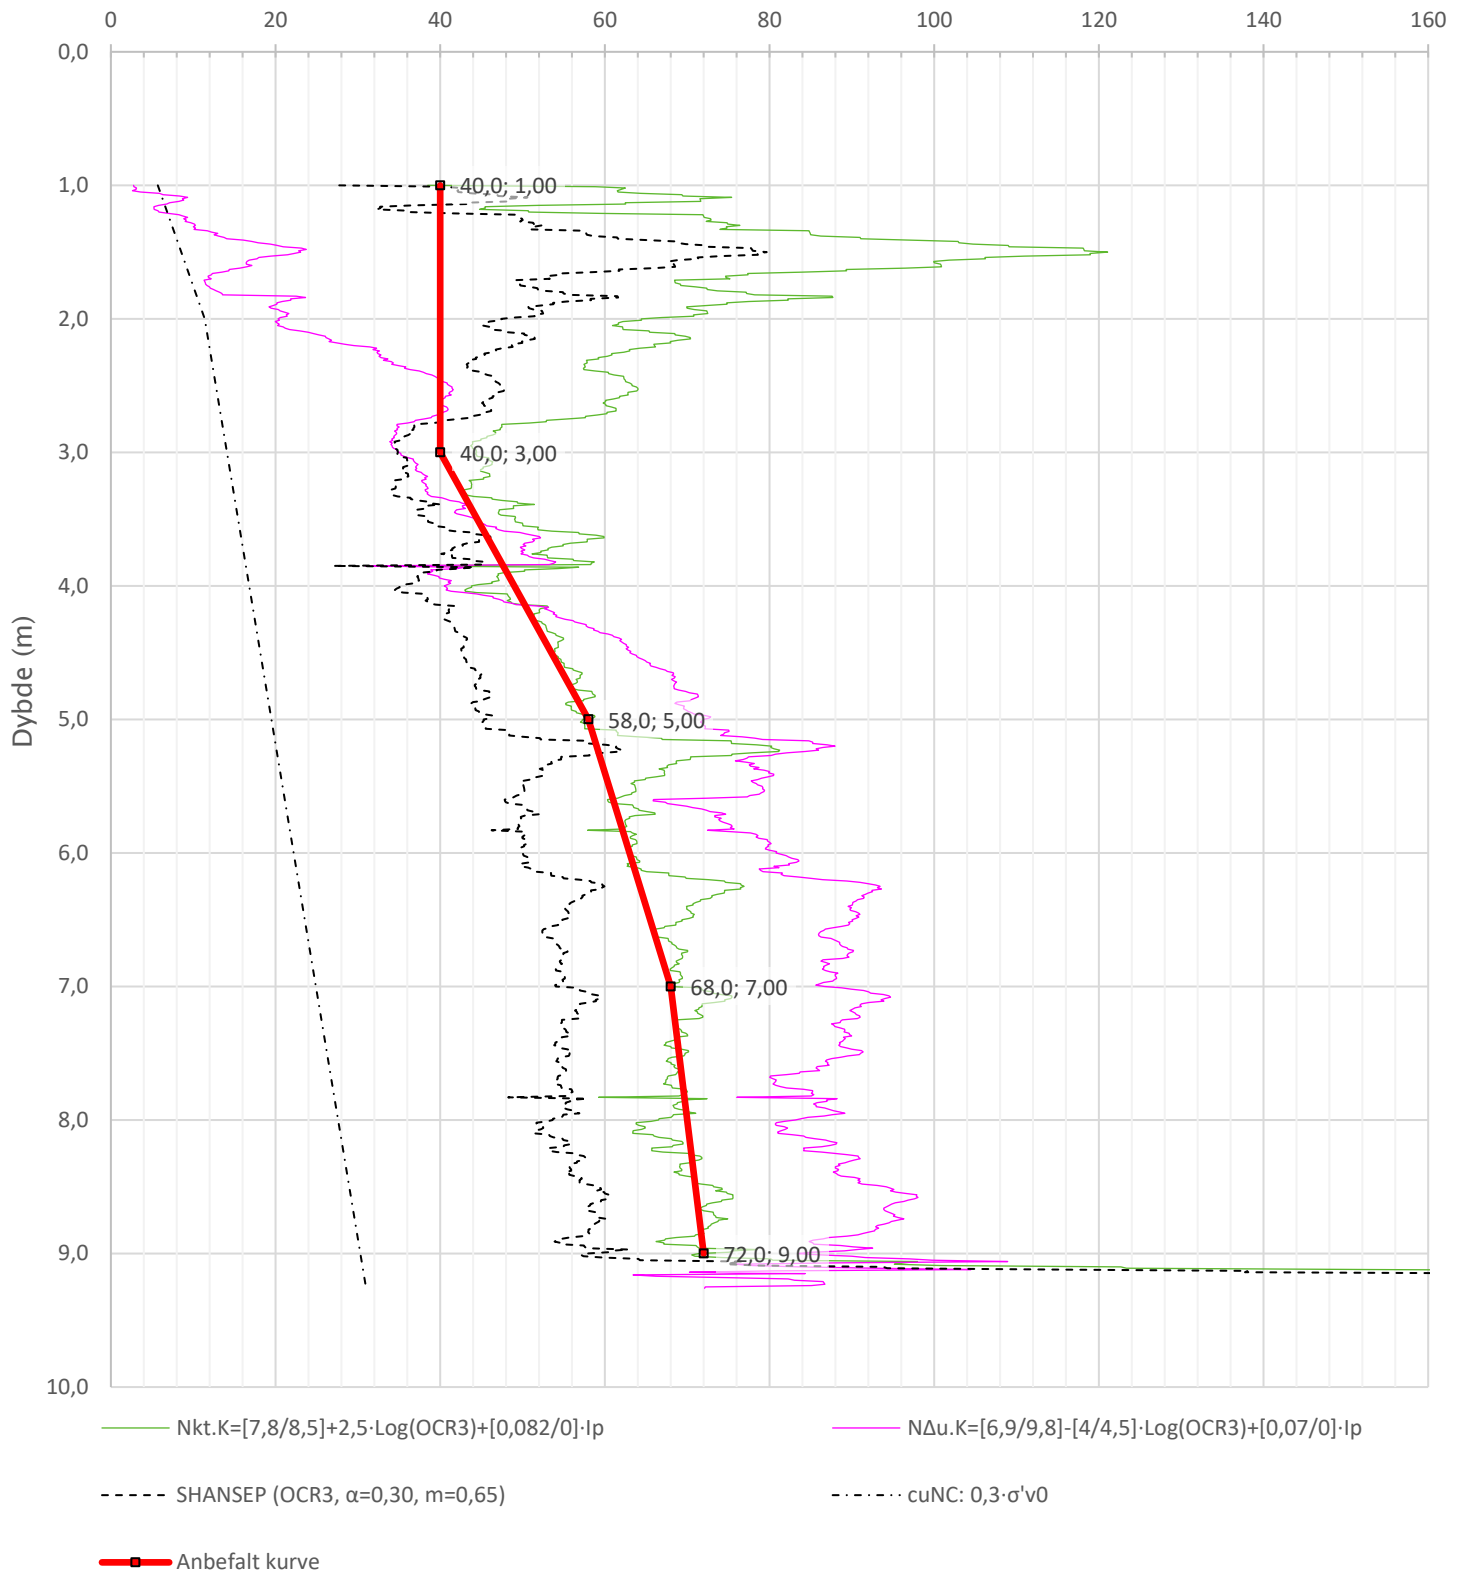 0 20 40 60 80 100 120 140 160
0,0
1,0
2,0
3,0
4,0
5,0
6,0
7,0
8,0
9,0
10,0
Dybde (m)
40,0; 1,00
40,0; 3,00
58,0; 5,00
68,0; 7,00
72,0; 9,00
Nkt.K=[7,8/8,5]+2,5·Log(OCR3)+[0,082/0]·Ip
NΔu.K=[6,9/9,8]-[4/4,5]·Log(OCR3)+[0,07/0]·Ip
SHANSEP (OCR3, α=0,30, m=0,65)
cuNC: 0,3·σ'v0
Anbefalt kurve